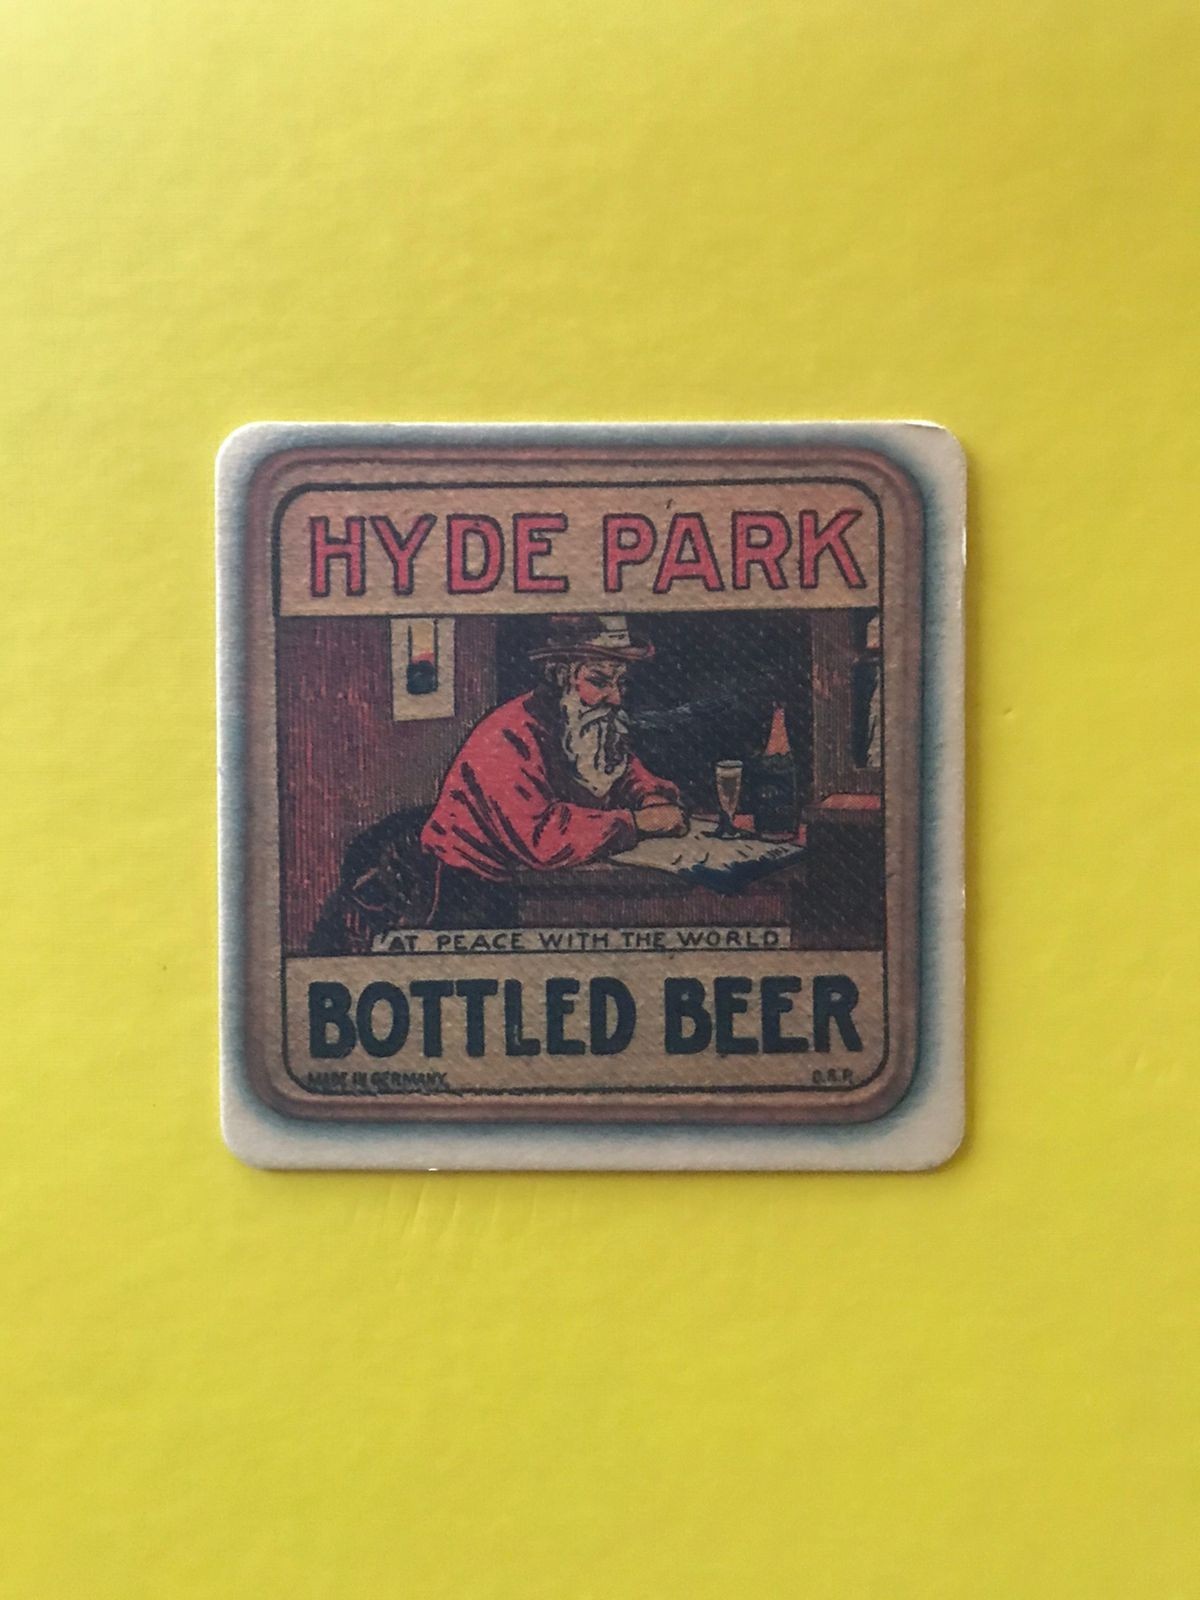 HYDE PARK
"AT PEACE WITH THE WORLD
BOTTLED BEER
MADE IN GERMANY.